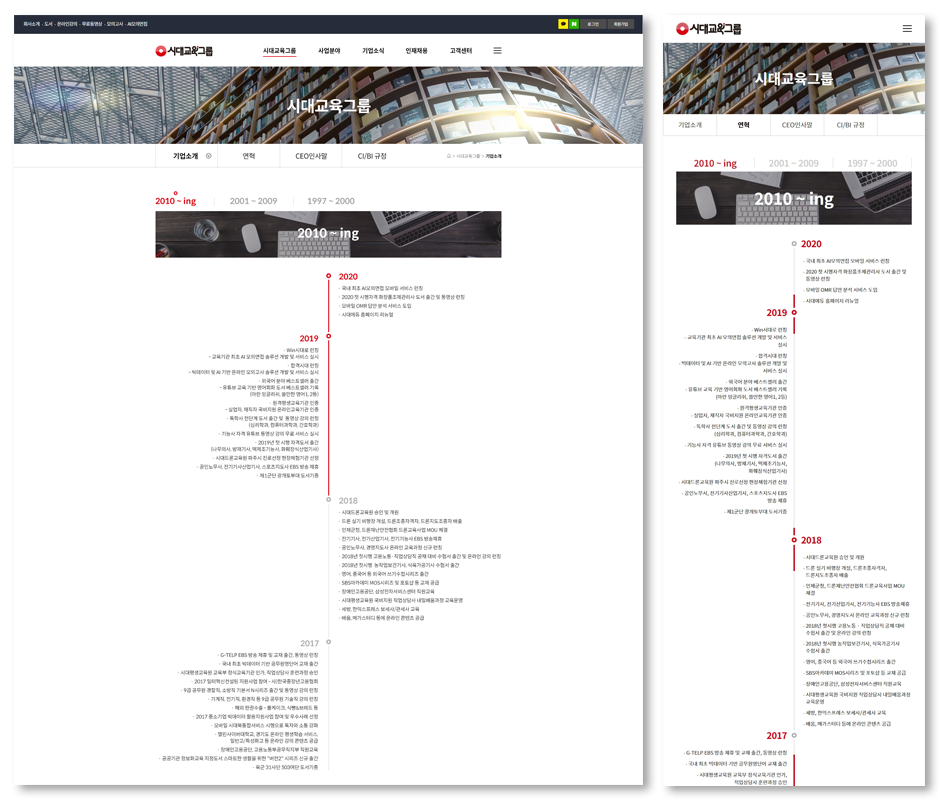 회사소개 · 도서 · 온라인강의 · 무료동영상 · 모의고사 · AI모의면접
N
로그인
회원가입
시대교육그룹
시대교육그룹 사업분야 기업소식 인재채용 고객센터
시대교육그룹
기업소개 연혁 CEO인사말 CI/BI 규정
> 시대교육그룹 > 기업소개
2010 ~ ing 2001 ~ 2009 1997 ~ 2000
2010 ~ ing
2020
· 국내 최초 AI모의면접 모바일 서비스 런칭
· 2020 첫 시행자격 화장품조제관리사 도서 출간 및 동영상 런칭
· 모바일 OMR 답안 분석 서비스 도입
· 시대에듀 홈페이지 리뉴얼
2019
· Win시대로 런칭
· 교육기관 최초 AI 모의면접 솔루션 개발 및 서비스 실시
· 합격시대 런칭
· 빅데이터 및 AI 기반 온라인 모의고사 솔루션 개발 및 서비스 실시
· 외국어 분야 베스트셀러 출간
· 유튜브 교육 기반 영어회화 도서 베스트셀러 기록
(마란 잉글리쉬, 쓸만한 영어1, 2등)
· 원격평생교육기관 인증
· 실업자, 재직자 국비지원 온라인교육기관 인증
· 독학사 전단계 도서 출간 및 동영상 강의 런칭
(심리학과, 컴퓨터과학과, 간호학과)
· 기능사 자격 유튜브 동영상 강의 무료 서비스 실시
· 2019년 첫 시행 자격도서 출간
(나무의사, 방재기사, 맥제조기능사, 화훼장식산업기사)
· 시대드론교육원 파주시 진로선정 현장체험기관 선정
· 공인노무사, 전기기사산업기사, 스포츠지도사 EBS 방송 제휴
· 제1군단 광개토부대 도서기증
2018
· 시대드론교육원 승인 및 개원
· 드론 실기 비행장 개설, 드론조종자격자, 드론지도조종자 배출
· 인제군청, 드론재난안전협회 드론교육사업 MOU 체결
· 전기기사, 전기산업기사, 전기기능사 EBS 방송제휴
· 공인노무사, 경영지도사 온라인 교육과정 신규 런칭
· 2018년 첫시행 고용노동 · 직업상담직 공채 대비 수험서 출간 및 온라인 강의 런칭
· 2018년 첫시행 농작업보건기사, 식육가공기사 수험서 출간
· 영어, 중국어 등 외국어 쓰기수첩시리즈 출간
· SBS아카데미 MOS시리즈 및 포토샵 등 교재 공급
· 장애인고용공단, 삼성전자서비스센터 직원교육
· 시대평생교육원 국비지원 직업상담사 내일배움과정 교육운영
· 세방, 한익스프레스 보세사/관세사 교육
· 배움, 메가스터디 등에 온라인 콘텐츠 공급
2017
· G-TELP EBS 방송 제휴 및 교재 출간, 동영상 런칭
· 국내 최초 빅데이터 기반 공무원영단어 교재 출간
· 시대평생교육원 교육부 정식교육기관 인가, 직업상담사 훈련과정 승인
· 2017 일터혁신컨설팅 지원사업 참여 - 사)한국중장년고용협회
· 9급 공무원 경찰직, 소방직 기본서 N시리즈 출간 및 동영상 강의 런칭
· 기계직, 전기직, 환경직 등 9급 공무원 기술직 강의 런칭
· 해외 판권수출 - 롤케이크, 식빵&브레드 등
· 2017 중소기업 빅데이터 활용지원사업 참여 및 우수사례 선정
· 모바일 시대북통합서비스 시행으로 독자와 소통 강화
· 열린사이버대학교, 경기도 온라인 평생학습 서비스,
일반고/특성화고 등 온라인 강의 콘텐츠 공급
· 장애인고용공단, 고용노동부공무직지부 직원교육
· 공공기관 정보화교육 지정도서 스마트한 생활을 위한 "버전2" 시리즈 신규 출간
· 육군 31사단 503여단 도서기증
시대교육그룹
시대교육그룹
기업소개 연혁 CEO인사말 CI/BI 규정
2010 ~ ing 2001 ~ 2009 1997 ~ 2000
2010 ~ ing
2020
· 국내 최초 AI모의면접 모바일 서비스 런칭
· 2020 첫 시행자격 화장품조제관리사 도서 출간 및
동영상 런칭
· 모바일 OMR 답안 분석 서비스 도입
· 시대에듀 홈페이지 리뉴얼
2019
· Win시대로 런칭
· 교육기관 최초 AI 모의면접 솔루션 개발 및 서비스
실시
· 합격시대 런칭
· 빅데이터 및 AI 기반 온라인 모의고사 솔루션 개발 및
서비스 실시
· 외국어 분야 베스트셀러 출간
· 유튜브 교육 기반 영어회화 도서 베스트셀러 기록
(마란 잉글리쉬, 쓸만한 영어1, 2등)
· 원격평생교육기관 인증
· 실업자, 재직자 국비지원 온라인교육기관 인증
· 독학사 전단계 도서 출간 및 동영상 강의 런칭
(심리학과, 컴퓨터과학과, 간호학과)
· 기능사 자격 유튜브 동영상 강의 무료 서비스 실시
· 2019년 첫 시행 자격도서 출간
(나무의사, 방재기사, 맥제조기능사,
화훼장식산업기사)
· 시대드론교육원 파주시 진로선정 현장체험기관 선정
· 공인노무사, 전기기사산업기사, 스포츠지도사 EBS
방송 제휴
· 제1군단 광개토부대 도서기증
2018
· 시대드론교육원 승인 및 개원
· 드론 실기 비행장 개설, 드론조종자격자,
드론지도조종자 배출
· 인제군청, 드론재난안전협회 드론교육사업 MOU
체결
· 전기기사, 전기산업기사, 전기기능사 EBS 방송제휴
· 공인노무사, 경영지도사 온라인 교육과정 신규 런칭
· 2018년 첫시행 고용노동 · 직업상담직 공채 대비
수험서 출간 및 온라인 강의 런칭
· 2018년 첫시행 농작업보건기사, 식육가공기사
수험서 출간
· 영어, 중국어 등 외국어 쓰기수첩시리즈 출간
· SBS아카데미 MOS시리즈 및 포토샵 등 교재 공급
· 장애인고용공단, 삼성전자서비스센터 직원교육
· 시대평생교육원 국비지원 직업상담사 내일배움과정
교육운영
· 세방, 한익스프레스 보세사/관세사 교육
· 배움, 메가스터디 등에 온라인 콘텐츠 공급
2017
· G-TELP EBS 방송 제휴 및 교재 출간, 동영상 런칭
· 국내 최초 빅데이터 기반 공무원영단어 교재 출간
· 시대평생교육원 교육부 정식교육기관 인가,
직업상담사 훈련과정 승인